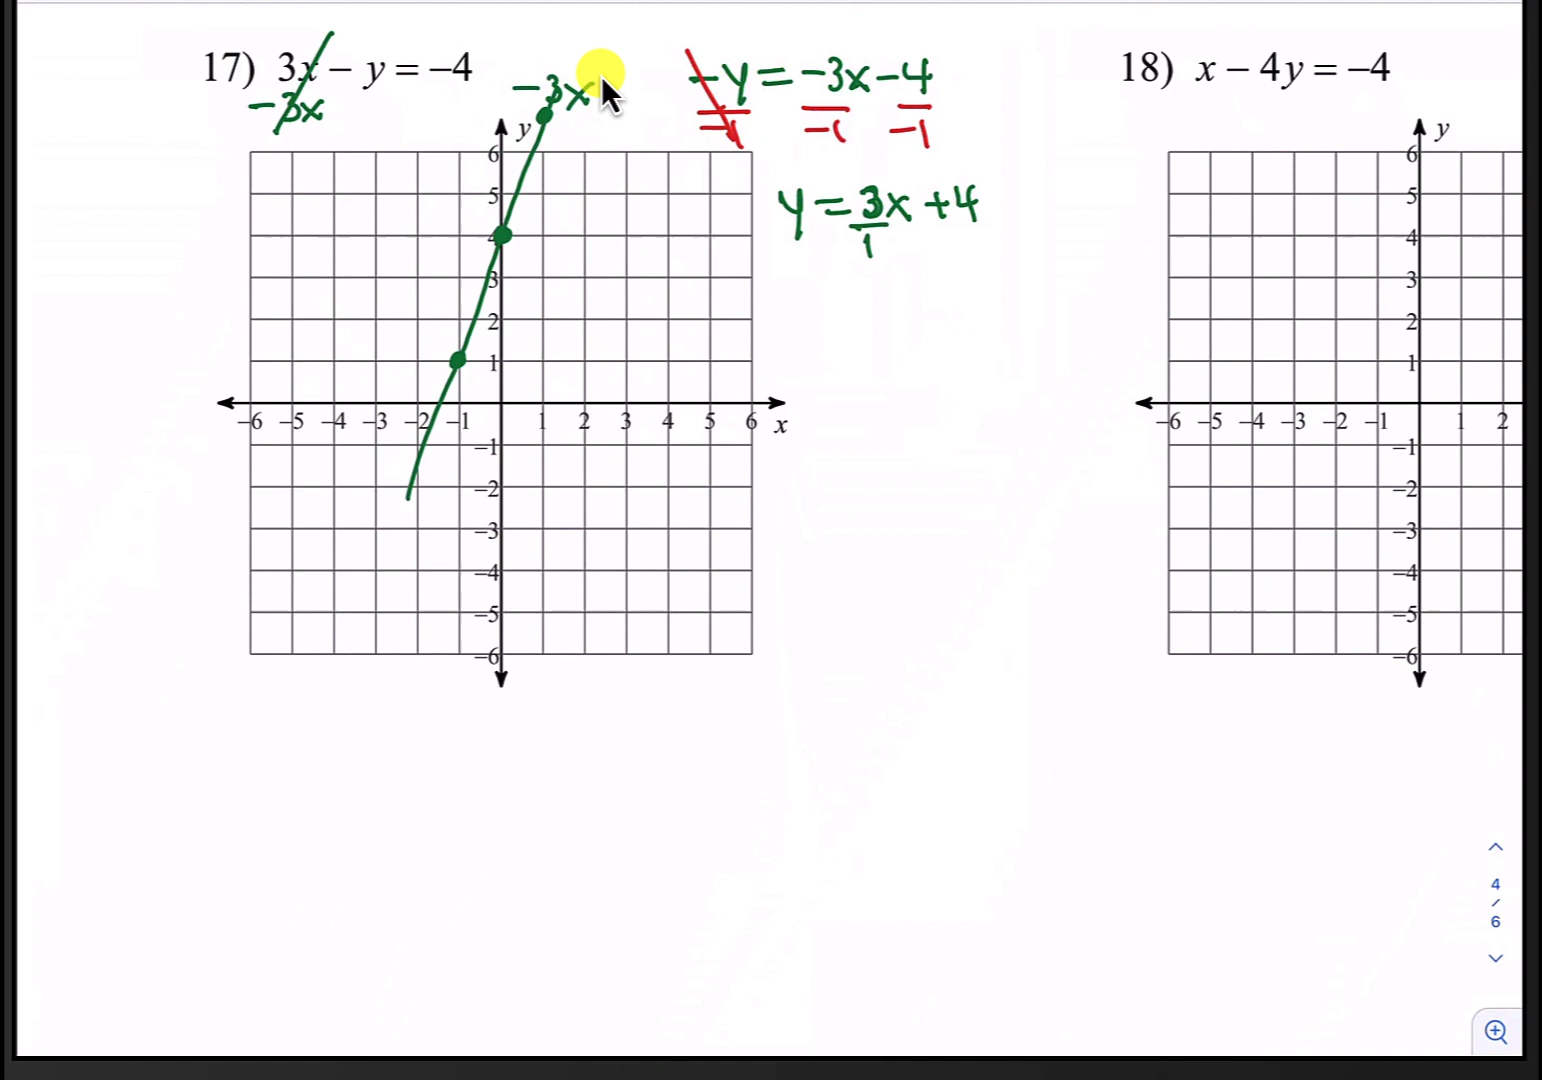 17) 3x − y = −4
−3x −3x
−y = −3x − 4
−1 −1 −1
y = 3x + 4
1
y
6
5
4
3
2
1
−6 −5 −4 −3 −2 −1 1 2 3 4 5 6 x
−1
−2
−3
−4
−5
−6
18) x − 4y = −4
y
6
5
4
3
2
1
−6 −5 −4 −3 −2 −1 1 2
−1
−2
−3
−4
−5
−6
4
/
6